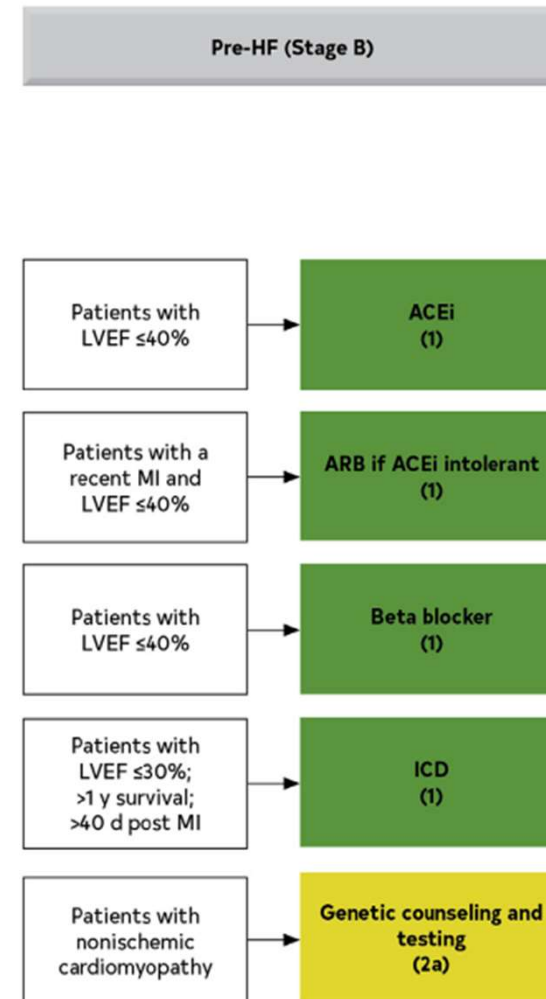 Pre-HF (Stage B)
Patients with
LVEF ≤40%
ACEi
(1)
Patients with a
recent MI and
LVEF ≤40%
ARB if ACEi intolerant
(1)
Patients with
LVEF ≤40%
Beta blocker
(1)
Patients with
LVEF ≤30%;
>1 y survival;
>40 d post MI
ICD
(1)
Patients with
nonischemic
cardiomyopathy
Genetic counseling and
testing
(2a)